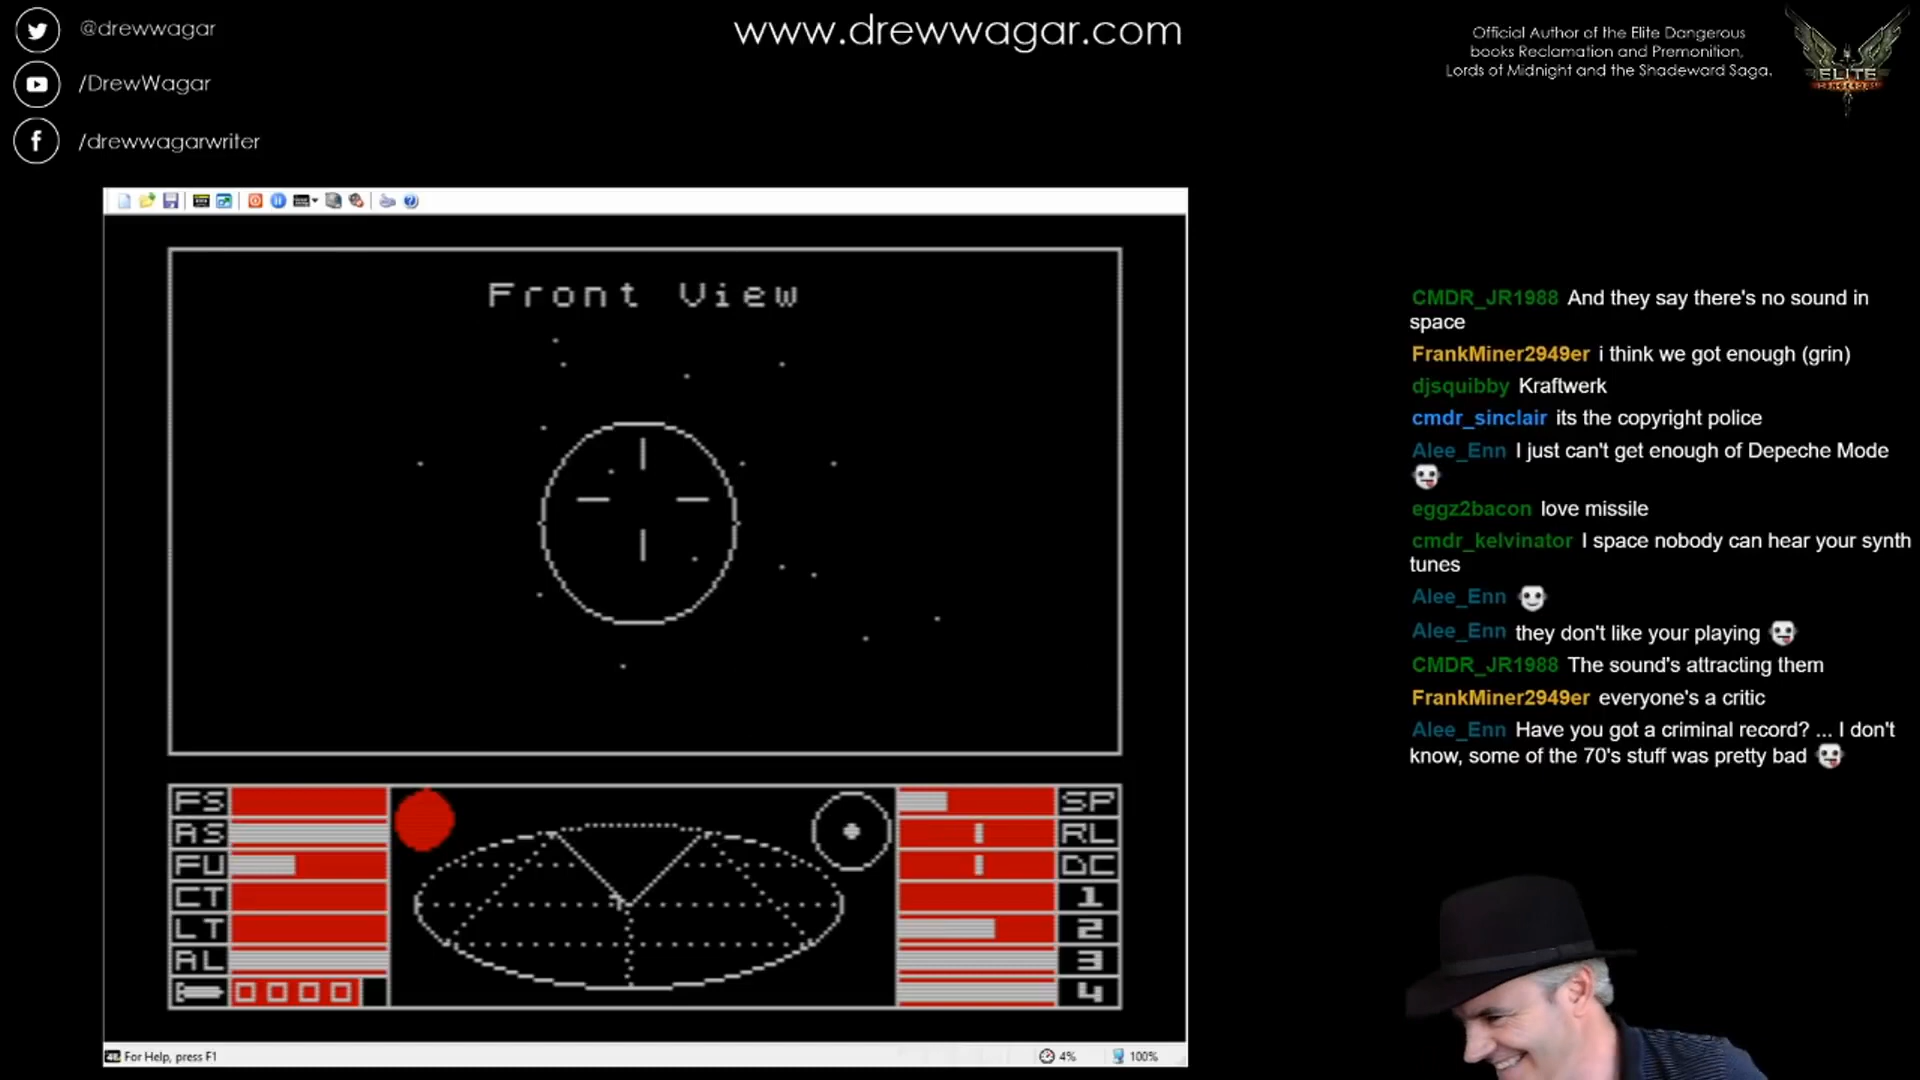 @drewwagar
/DrewWagar
/drewwagarwriter
www.drewwagar.com
Official Author of the Elite Dangerous
books Reclamation and Premonition,
Lords of Midnight and the Shadeward Saga.
ELITE
DANGEROUS
Front View
FS
AS
FU
CT
LT
AL
SP
RL
DC
1
2
3
4
For Help, press F1
4%
100%
CMDR_JR1988 And they say there's no sound in
space
FrankMiner2949er i think we got enough (grin)
djsquibby Kraftwerk
cmdr_sinclair its the copyright police
Alee_Enn I just can't get enough of Depeche Mode
eggz2bacon love missile
cmdr_kelvinator I space nobody can hear your synth
tunes
Alee_Enn
Alee_Enn they don't like your playing
CMDR_JR1988 The sound's attracting them
FrankMiner2949er everyone's a critic
Alee_Enn Have you got a criminal record? ... I don't
know, some of the 70's stuff was pretty bad